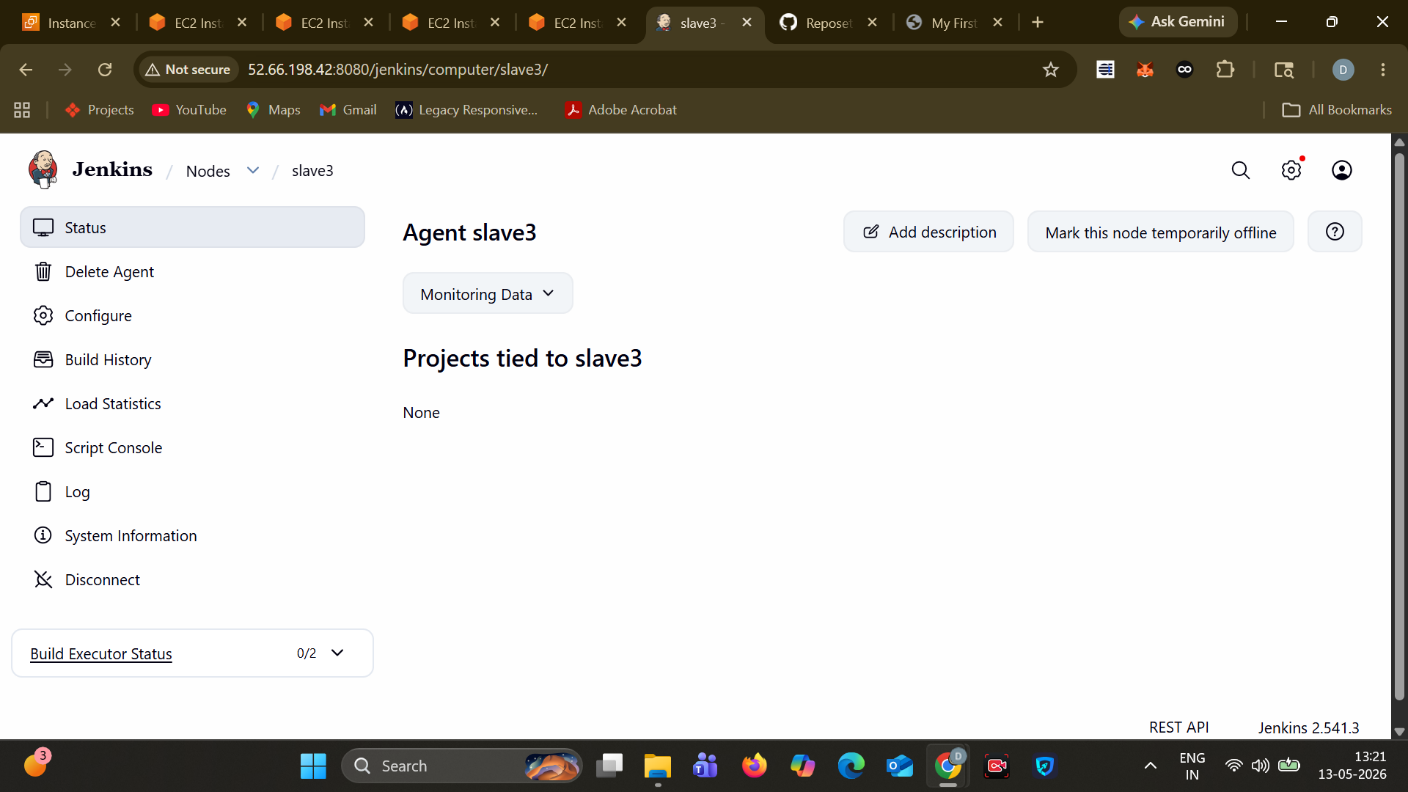 Instance
EC2 Inst
EC2 Inst
EC2 Inst
EC2 Inst
slave3 -
Reposet
My First
Ask Gemini
Not secure
52.66.198.42:8080/jenkins/computer/slave3/
D
Projects
YouTube
Maps
Gmail
Legacy Responsive...
Adobe Acrobat
All Bookmarks
Jenkins / Nodes / slave3
Status
Delete Agent
Configure
Build History
Load Statistics
Script Console
Log
System Information
Disconnect
Build Executor Status 0/2
Agent slave3
Add description
Mark this node temporarily offline
Monitoring Data
Projects tied to slave3
None
REST API
Jenkins 2.541.3
3
Search
D
ENG
IN
13:21
13-05-2026